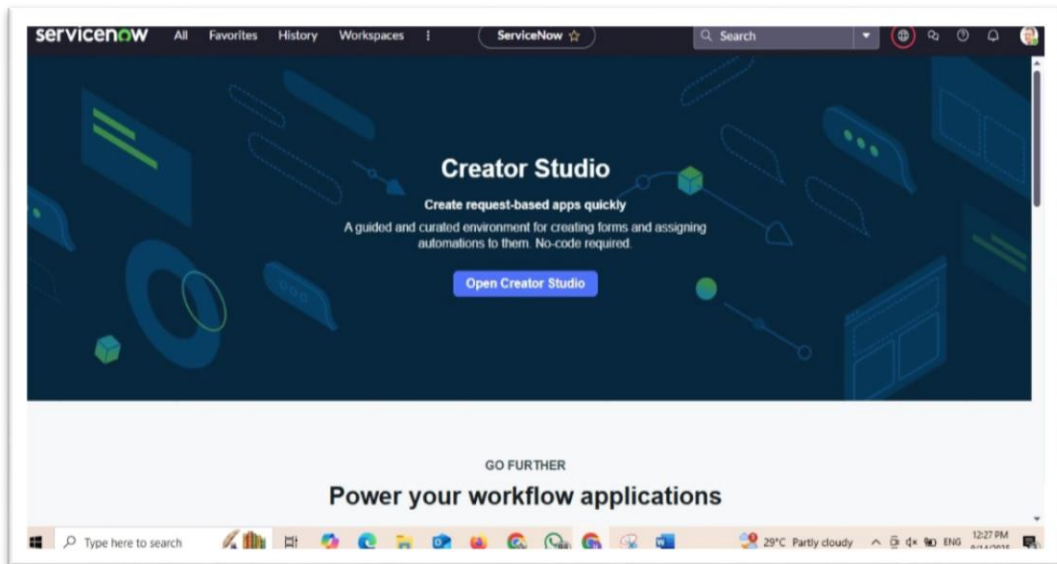 servicenow All Favorites History Workspaces ServiceNow Search
Creator Studio
Create request-based apps quickly
A guided and curated environment for creating forms and assigning
automations to them. No-code required.
Open Creator Studio
GO FURTHER
Power your workflow applications
Type here to search 29°C Partly cloudy ENG 12:27 PM